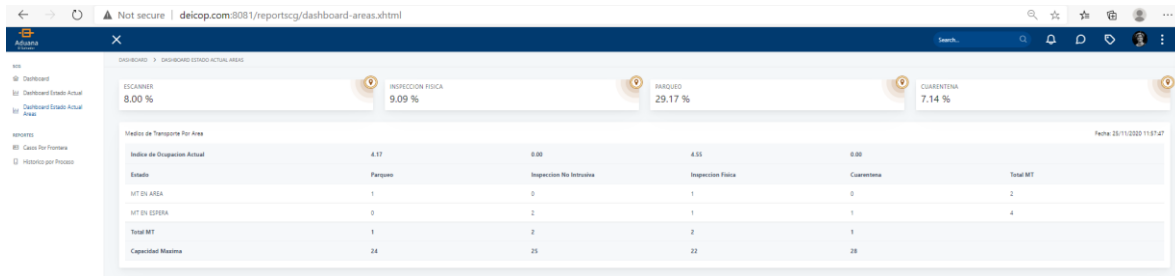 Not secure | deicop.com:8081/reportscg/dashboard-areas.xhtml
Aduana
Search...
DASHBOARD > DASHBOARD ESTADO ACTUAL AREAS
Dashboard
Dashboard Estado Actual
Dashboard Estado Actual
Areas
REPORTES
Casos Por Frontera
Historico por Proceso
ESCANNER
8.00 %
INSPECCION FISICA
9.09 %
PARQUEO
29.17 %
CUARENTENA
7.14 %
Medios de Transporte Por Area
Fecha: 25/11/2020 11:57:47
Indice de Ocupacion Actual 4.17 0.00 4.55 0.00
Estado Parqueo Inspeccion No Intrusiva Inspeccion Fisica Cuarentena Total MT
MT EN AREA 1 0 1 0 2
MT EN ESPERA 0 2 1 1 4
Total MT 1 2 2 1
Capacidad Maxima 24 25 22 28